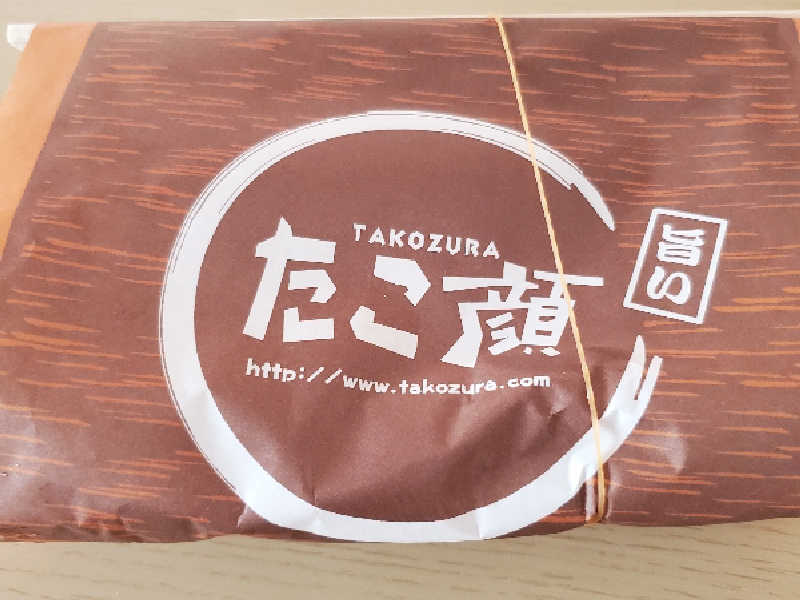 TAKOZURA
たこ顔
http://www.takozura.com
旨い